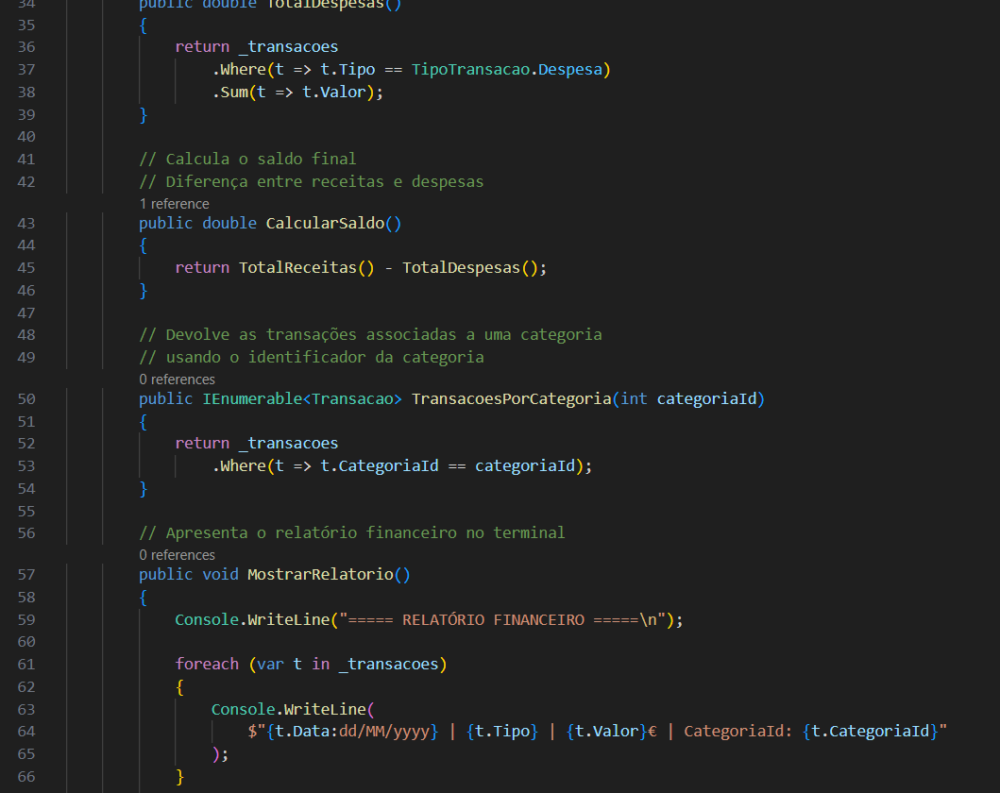 34 public double TotalDespesas()
35 {
36 return _transacoes
37 .Where(t => t.Tipo == TipoTransacao.Despesa)
38 .Sum(t => t.Valor);
39 }
40
41 // Calcula o saldo final
42 // Diferença entre receitas e despesas
1 reference
43 public double CalcularSaldo()
44 {
45 return TotalReceitas() - TotalDespesas();
46 }
47
48 // Devolve as transações associadas a uma categoria
49 // usando o identificador da categoria
0 references
50 public IEnumerable<Transacao> TransacoesPorCategoria(int categoriaId)
51 {
52 return _transacoes
53 .Where(t => t.CategoriaId == categoriaId);
54 }
55
56 // Apresenta o relatório financeiro no terminal
0 references
57 public void MostrarRelatorio()
58 {
59 Console.WriteLine("===== RELATÓRIO FINANCEIRO =====\n");
60
61 foreach (var t in _transacoes)
62 {
63 Console.WriteLine(
64 $"{t.Data:dd/MM/yyyy} | {t.Tipo} | {t.Valor}€ | CategoriaId: {t.CategoriaId}"
65 );
66 }